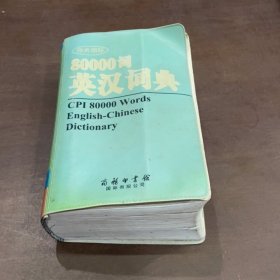 80000词
英汉词典
CPI 80000 Words
English-Chinese
Dictionary
商务印书馆
国际有限公司